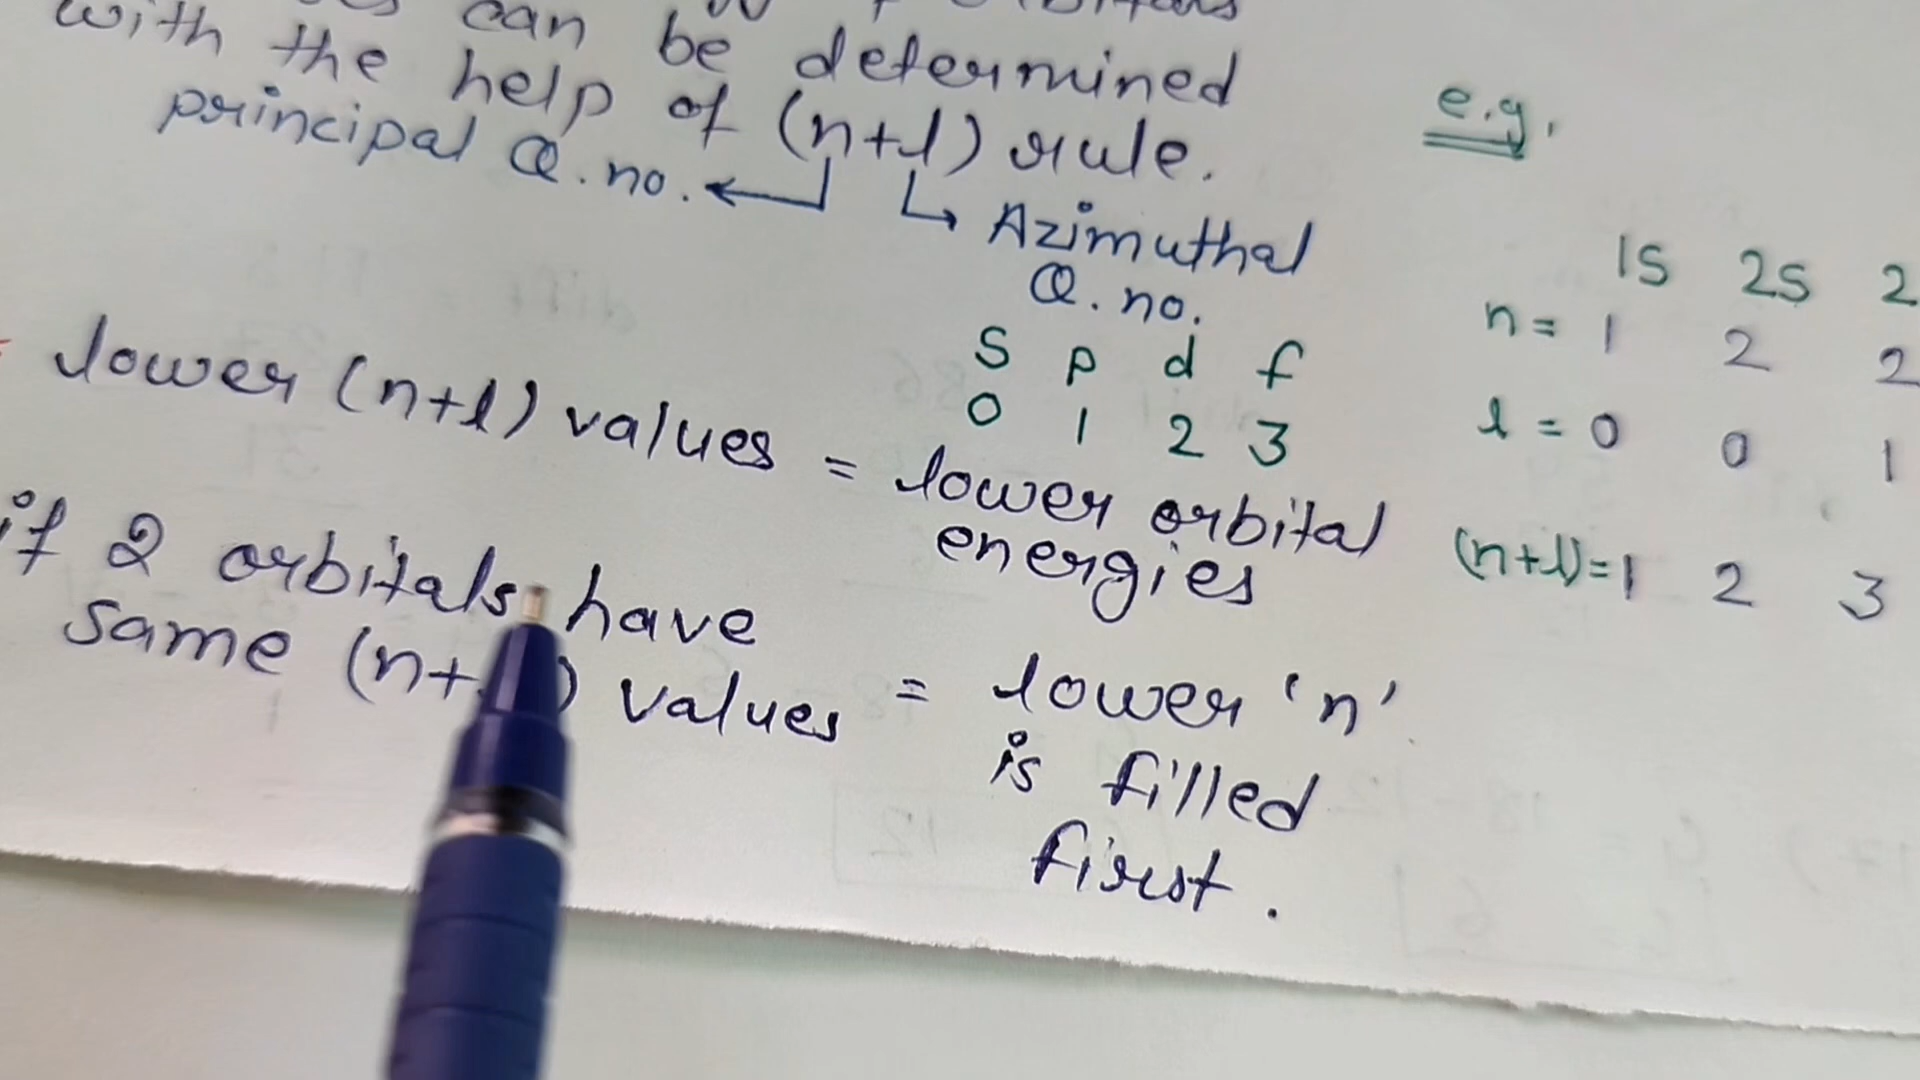 can
with the help be determined
of (n+l) rule.
principal Q. no.
Azimuthal
Q. no.
s p d f
0 1 2 3
lower (n+l) values = lower orbital
energies
if 2 orbitals have
same (n+ ) values = lower 'n'
is filled
first.
e.g.
1s 2s 2
n = 1 2 2
l = 0 0 1
(n+l)=1 2 3